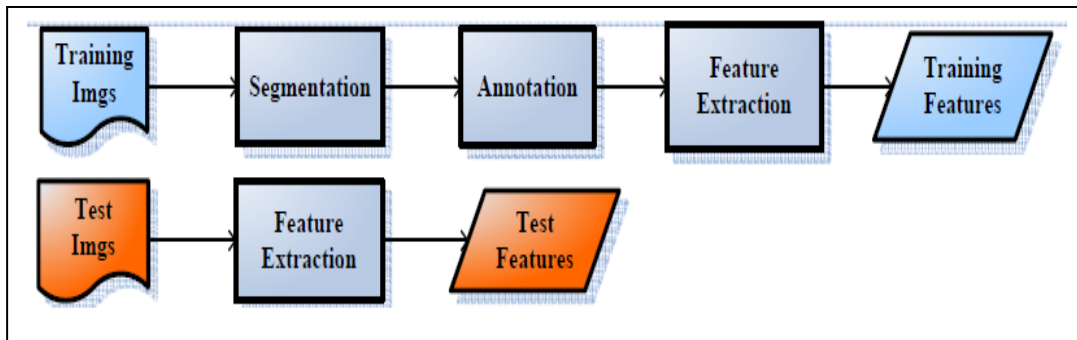 Training
Imgs
Segmentation
Annotation
Feature
Extraction
Training
Features
Test
Imgs
Feature
Extraction
Test
Features